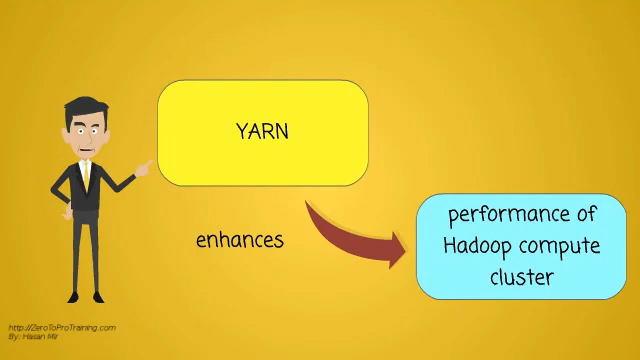 YARN
enhances
performance of
Hadoop compute
cluster
http://ZeroToProTraining.com
By: Hasan Mir